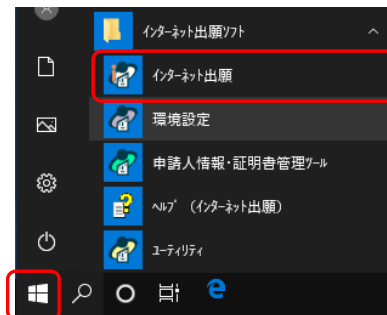 インターネット出願ソフト
インターネット出願
環境設定
申請人情報・証明書管理ツール
ヘルプ (インターネット出願)
ユーティリティ